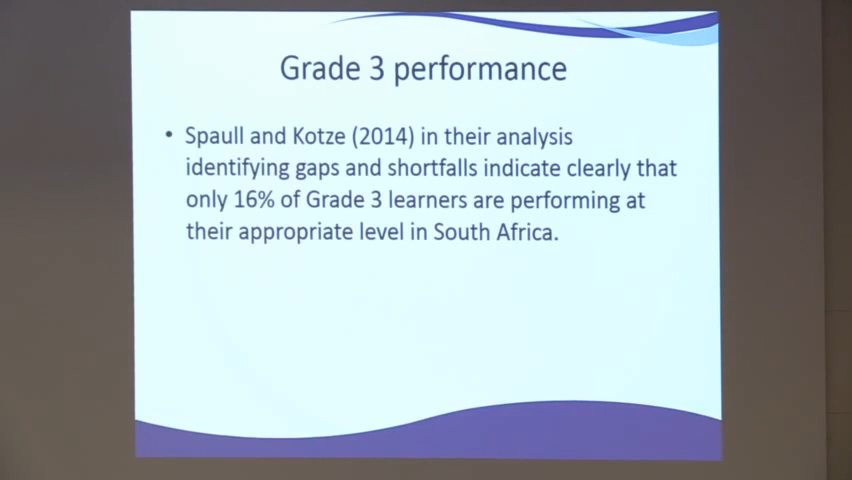 Grade 3 performance
• Spaull and Kotze (2014) in their analysis
identifying gaps and shortfalls indicate clearly that
only 16% of Grade 3 learners are performing at
their appropriate level in South Africa.